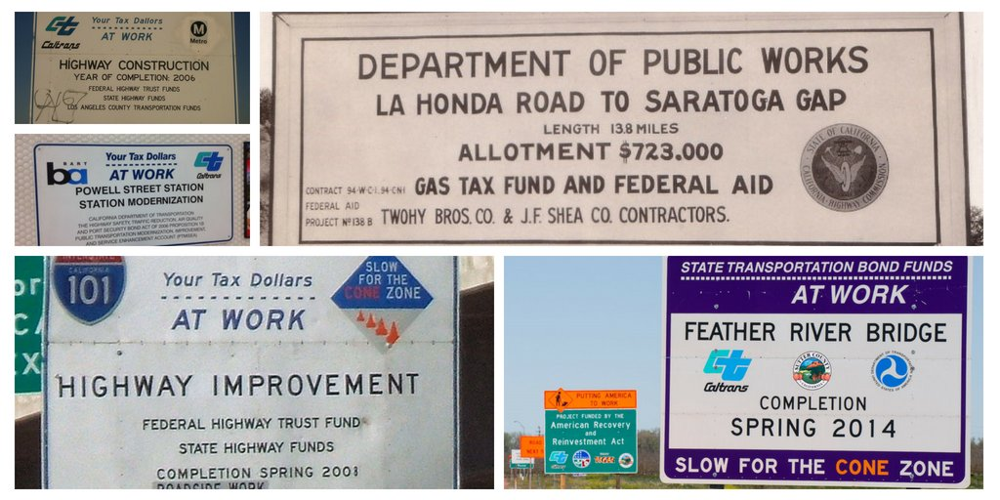 Your Tax Dollars
AT WORK
Caltrans
Metro
HIGHWAY CONSTRUCTION
YEAR OF COMPLETION: 2006
FEDERAL HIGHWAY TRUST FUNDS
STATE HIGHWAY FUNDS
LOS ANGELES COUNTY TRANSPORTATION FUNDS
BART
ba
Your Tax Dollars
AT WORK
Caltrans
POWELL STREET STATION
STATION MODERNIZATION
CALIFORNIA DEPARTMENT OF TRANSPORTATION
THE HIGHWAY SAFETY, TRAFFIC REDUCTION, AIR QUALITY
AND PORT SECURITY BOND ACT OF 2006 PROPOSITION 1B
PUBLIC TRANSPORTATION MODERNIZATION, IMPROVEMENT,
AND SERVICE ENHANCEMENT ACCOUNT (PTMISEA)
DEPARTMENT OF PUBLIC WORKS
LA HONDA ROAD TO SARATOGA GAP
LENGTH 13.8 MILES
ALLOTMENT $723.000
CONTRACT 94-W-C-1.94-CN1 GAS TAX FUND AND FEDERAL AID
FEDERAL AID
PROJECT Nº 138 B TWOHY BROS. CO. & J.F. SHEA CO. CONTRACTORS.
STATE OF CALIFORNIA
CALIFORNIA HIGHWAY COMMISSION
INTERSTATE
CALIFORNIA
101
Your Tax Dollars
AT WORK
SLOW
FOR THE
CONE ZONE
HIGHWAY IMPROVEMENT
FEDERAL HIGHWAY TRUST FUND
STATE HIGHWAY FUNDS
COMPLETION SPRING 2008
ROADSIDE WORK
PUTTING AMERICA
TO WORK
PROJECT FUNDED BY THE
American Recovery
and
Reinvestment Act
ROAD
STATE TRANSPORTATION BOND FUNDS
AT WORK
FEATHER RIVER BRIDGE
Caltrans
SUTTER COUNTY
COMPLETION
SPRING 2014
SLOW FOR THE CONE ZONE